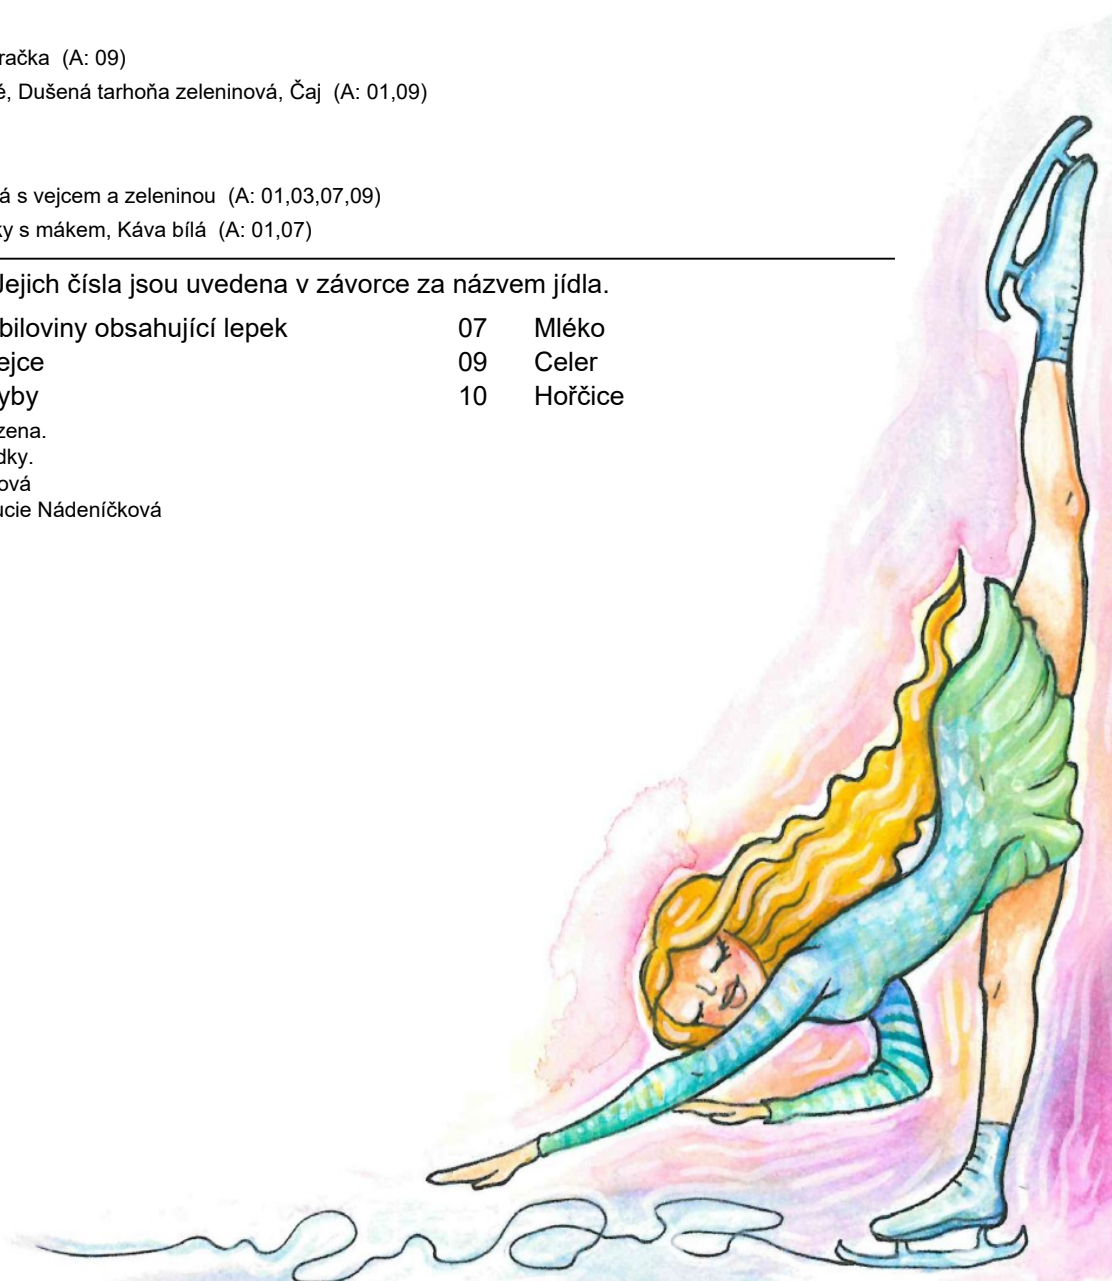 račka (A: 09)
é, Dušená tarhoňa zeleninová, Čaj (A: 01,09)
á s vejcem a zeleninou (A: 01,03,07,09)
ky s mákem, Káva bílá (A: 01,07)
Jejich čísla jsou uvedena v závorce za názvem jídla.
biloviny obsahující lepek 07 Mléko
ejce 09 Celer
yby 10 Hořčice
zena.
dky.
ová
ucie Nádeníčková